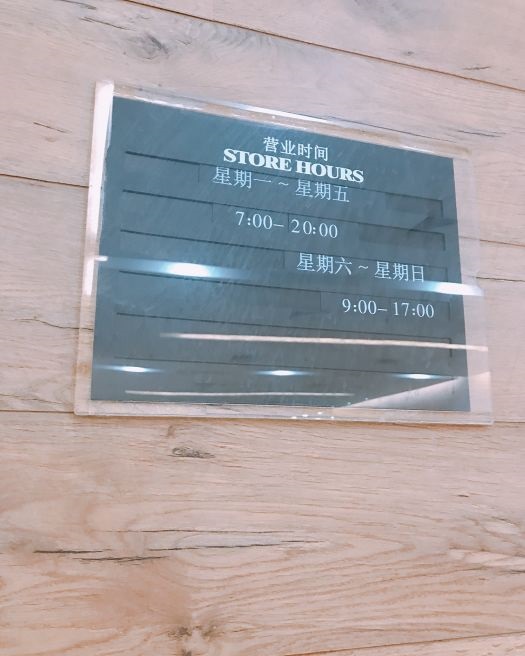 营业时间
STORE HOURS
星期一 ~ 星期五
7:00– 20:00
星期六 ~ 星期日
9:00– 17:00